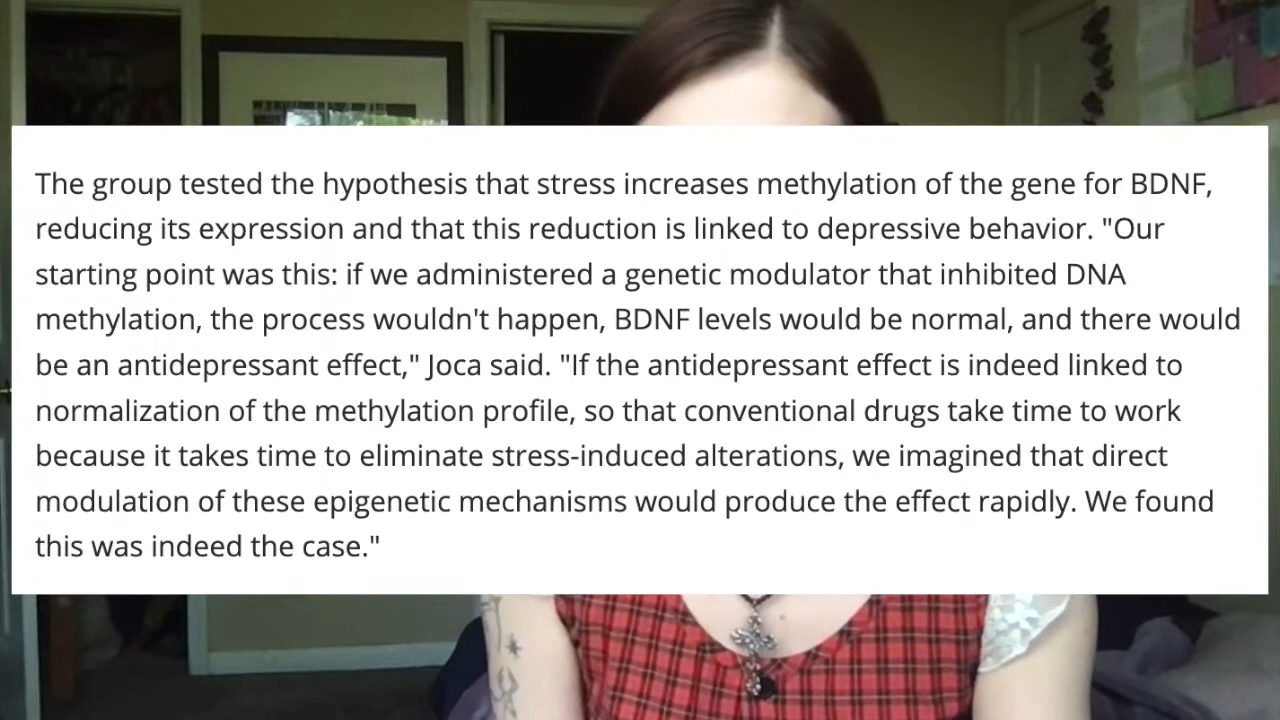 The group tested the hypothesis that stress increases methylation of the gene for BDNF,
reducing its expression and that this reduction is linked to depressive behavior. "Our
starting point was this: if we administered a genetic modulator that inhibited DNA
methylation, the process wouldn't happen, BDNF levels would be normal, and there would
be an antidepressant effect," Joca said. "If the antidepressant effect is indeed linked to
normalization of the methylation profile, so that conventional drugs take time to work
because it takes time to eliminate stress-induced alterations, we imagined that direct
modulation of these epigenetic mechanisms would produce the effect rapidly. We found
this was indeed the case."